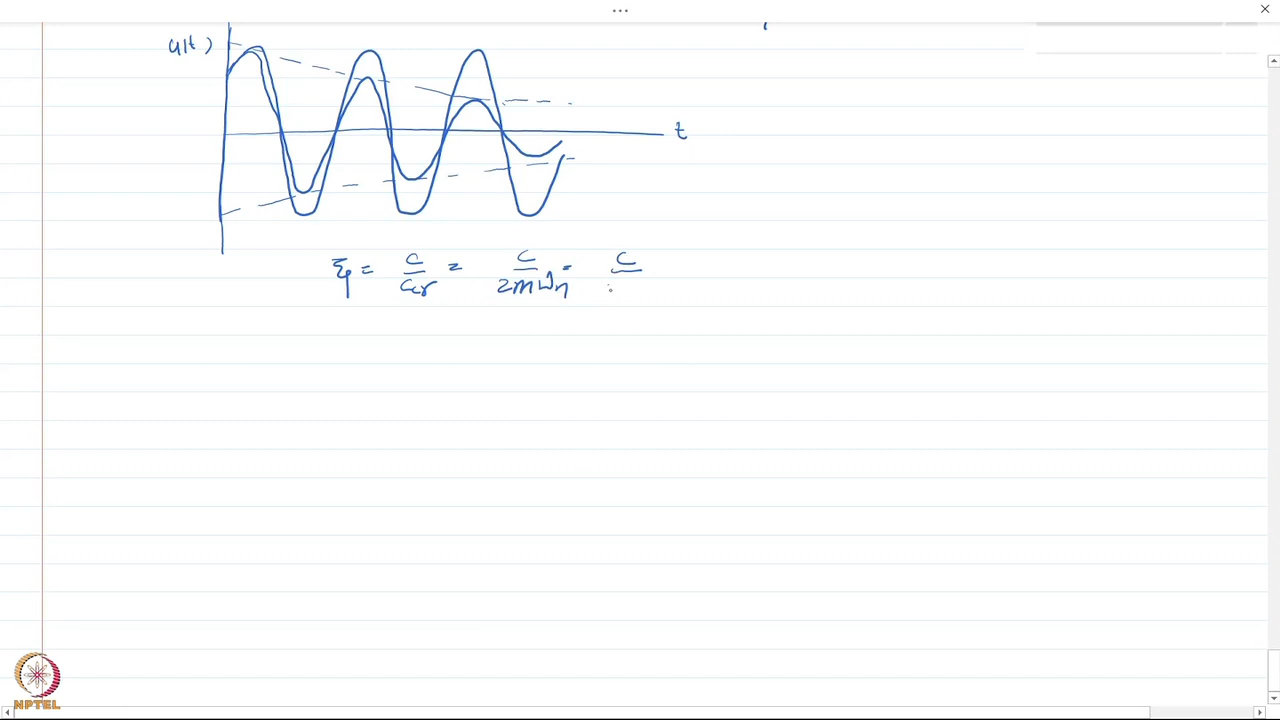 u(t)
t
ξ = c/c_cr = c/2mω_n = c/
NPTEL